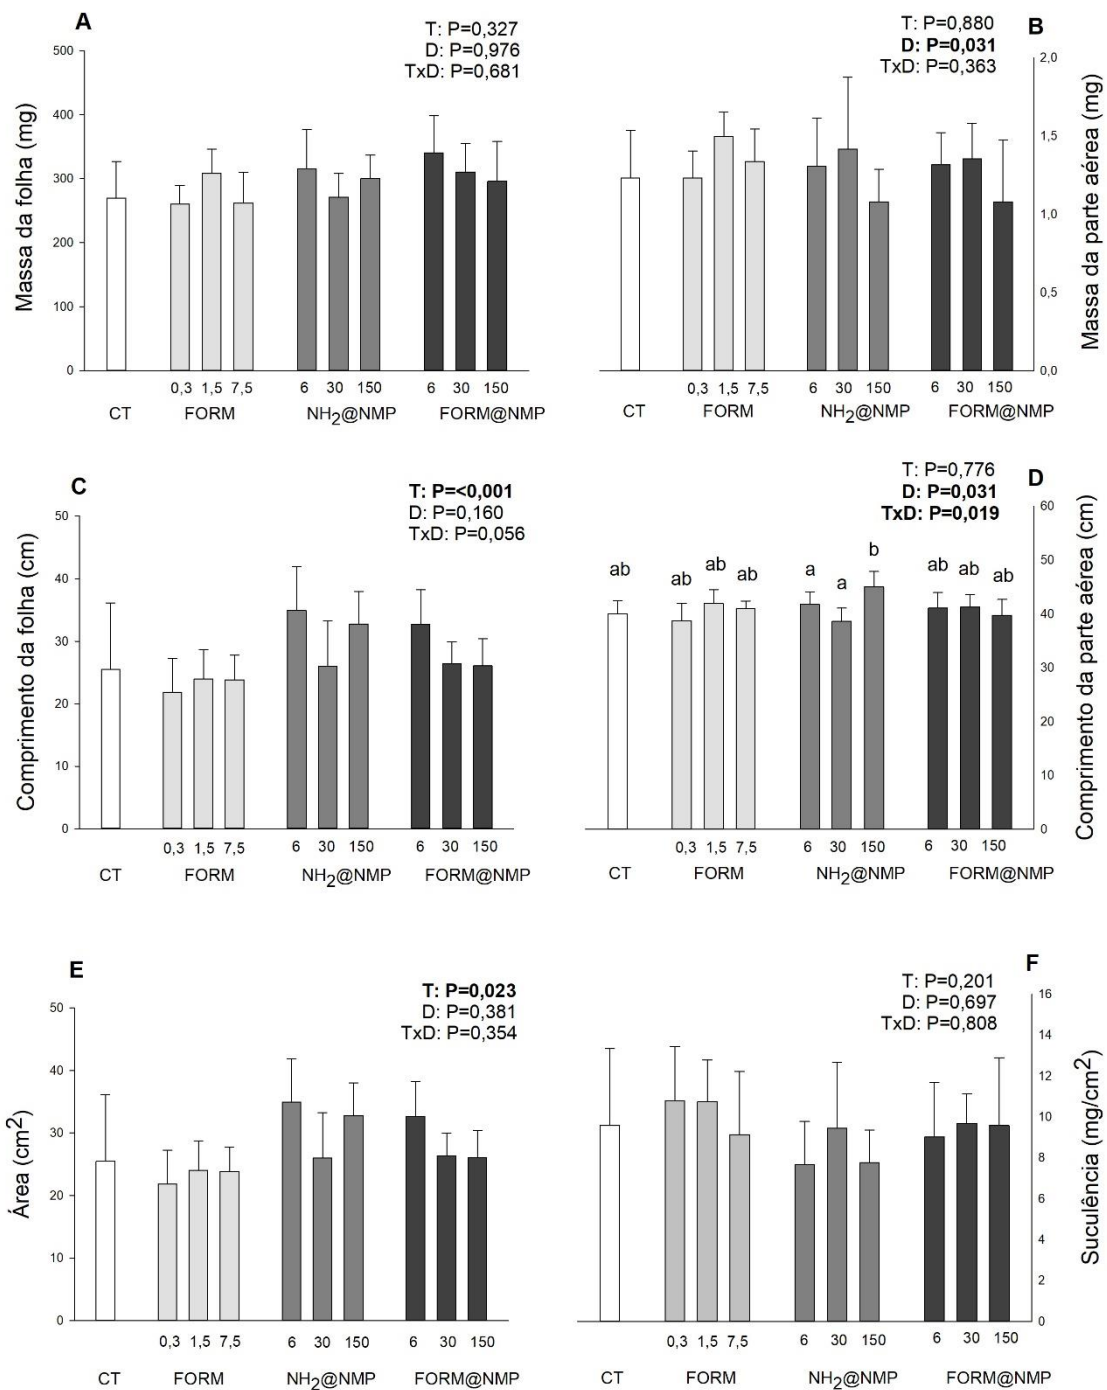 A
T: P=0,327
D: P=0,976
TxD: P=0,681
Massa da folha (mg)
500
400
300
200
100
0
0,3 1,5 7,5 6 30 150 6 30 150
CT FORM NH2@NMP FORM@NMP
B
T: P=0,880
D: P=0,031
TxD: P=0,363
2,0
1,5
1,0
0,5
0,0
Massa da parte aérea (mg)
0,3 1,5 7,5 6 30 150 6 30 150
CT FORM NH2@NMP FORM@NMP
C
T: P=<0,001
D: P=0,160
TxD: P=0,056
Comprimento da folha (cm)
50
40
30
20
10
0
0,3 1,5 7,5 6 30 150 6 30 150
CT FORM NH2@NMP FORM@NMP
D
T: P=0,776
D: P=0,031
TxD: P=0,019
ab ab ab ab a a b ab ab ab
60
50
40
30
20
10
0
Comprimento da parte aérea (cm)
0,3 1,5 7,5 6 30 150 6 30 150
CT FORM NH2@NMP FORM@NMP
E
T: P=0,023
D: P=0,381
TxD: P=0,354
Área (cm2)
50
40
30
20
10
0
0,3 1,5 7,5 6 30 150 6 30 150
CT FORM NH2@NMP FORM@NMP
F
T: P=0,201
D: P=0,697
TxD: P=0,808
16
14
12
10
8
6
4
2
0
Suculência (mg/cm2)
0,3 1,5 7,5 6 30 150 6 30 150
CT FORM NH2@NMP FORM@NMP